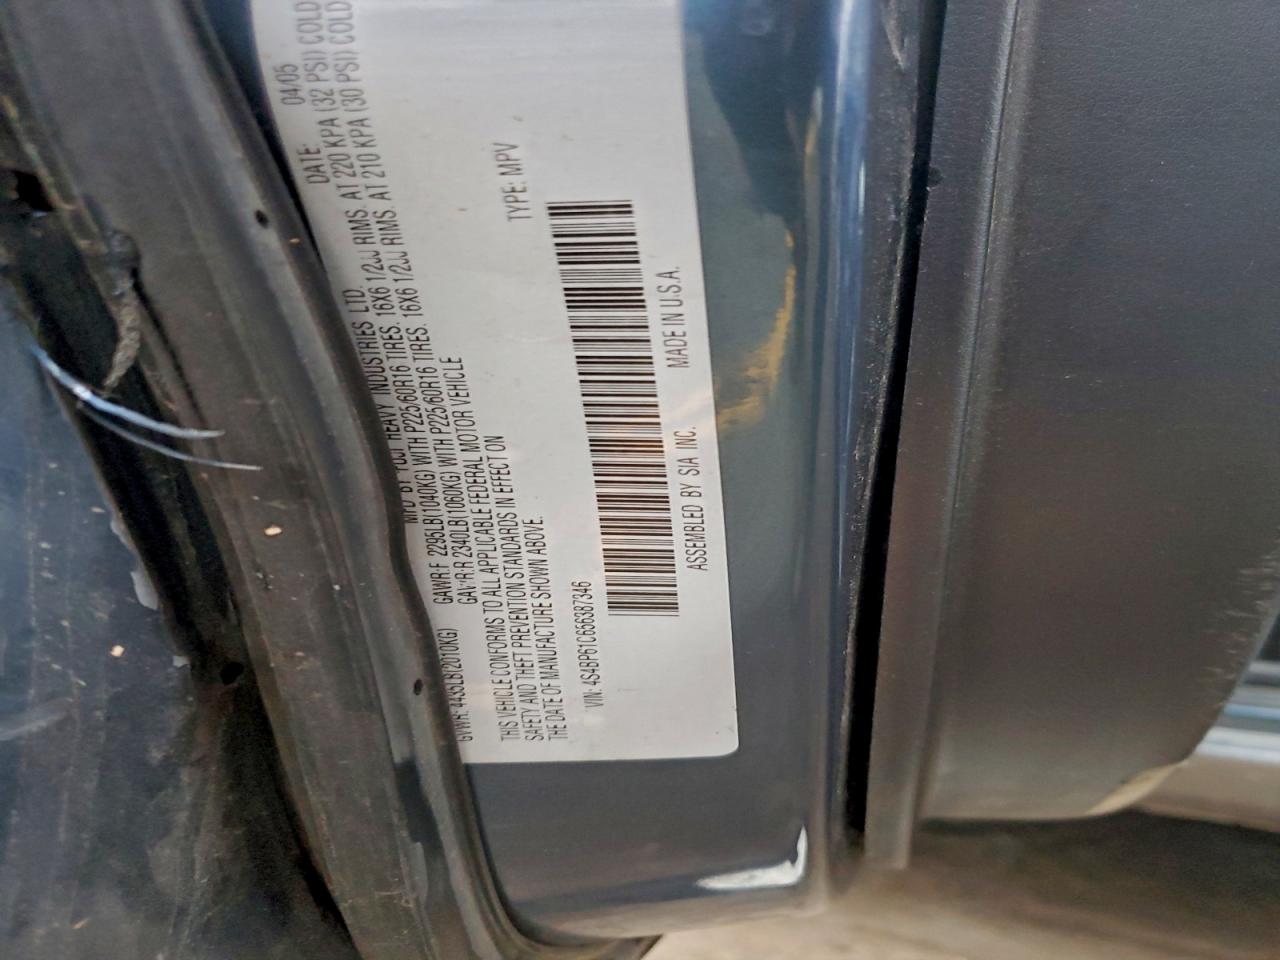 MFD BY FUJI HEAVY INDUSTRIES LTD. DATE: 04/05
GVWR: 4435LB(2010KG) GAWR:F 2295LB(1040KG) WITH P225/60R16 TIRES. 16X6 1/2JJ RIMS. AT 220 KPA (32 PSI) COLD
GAWR:R 2340LB(1060KG) WITH P225/60R16 TIRES. 16X6 1/2JJ RIMS. AT 210 KPA (30 PSI) COLD
THIS VEHICLE CONFORMS TO ALL APPLICABLE FEDERAL MOTOR VEHICLE
SAFETY AND THEFT PREVENTION STANDARDS IN EFFECT ON
THE DATE OF MANUFACTURE SHOWN ABOVE.
VIN: 4S4BP61C656387346 TYPE: MPV
ASSEMBLED BY SIA INC. MADE IN U.S.A.